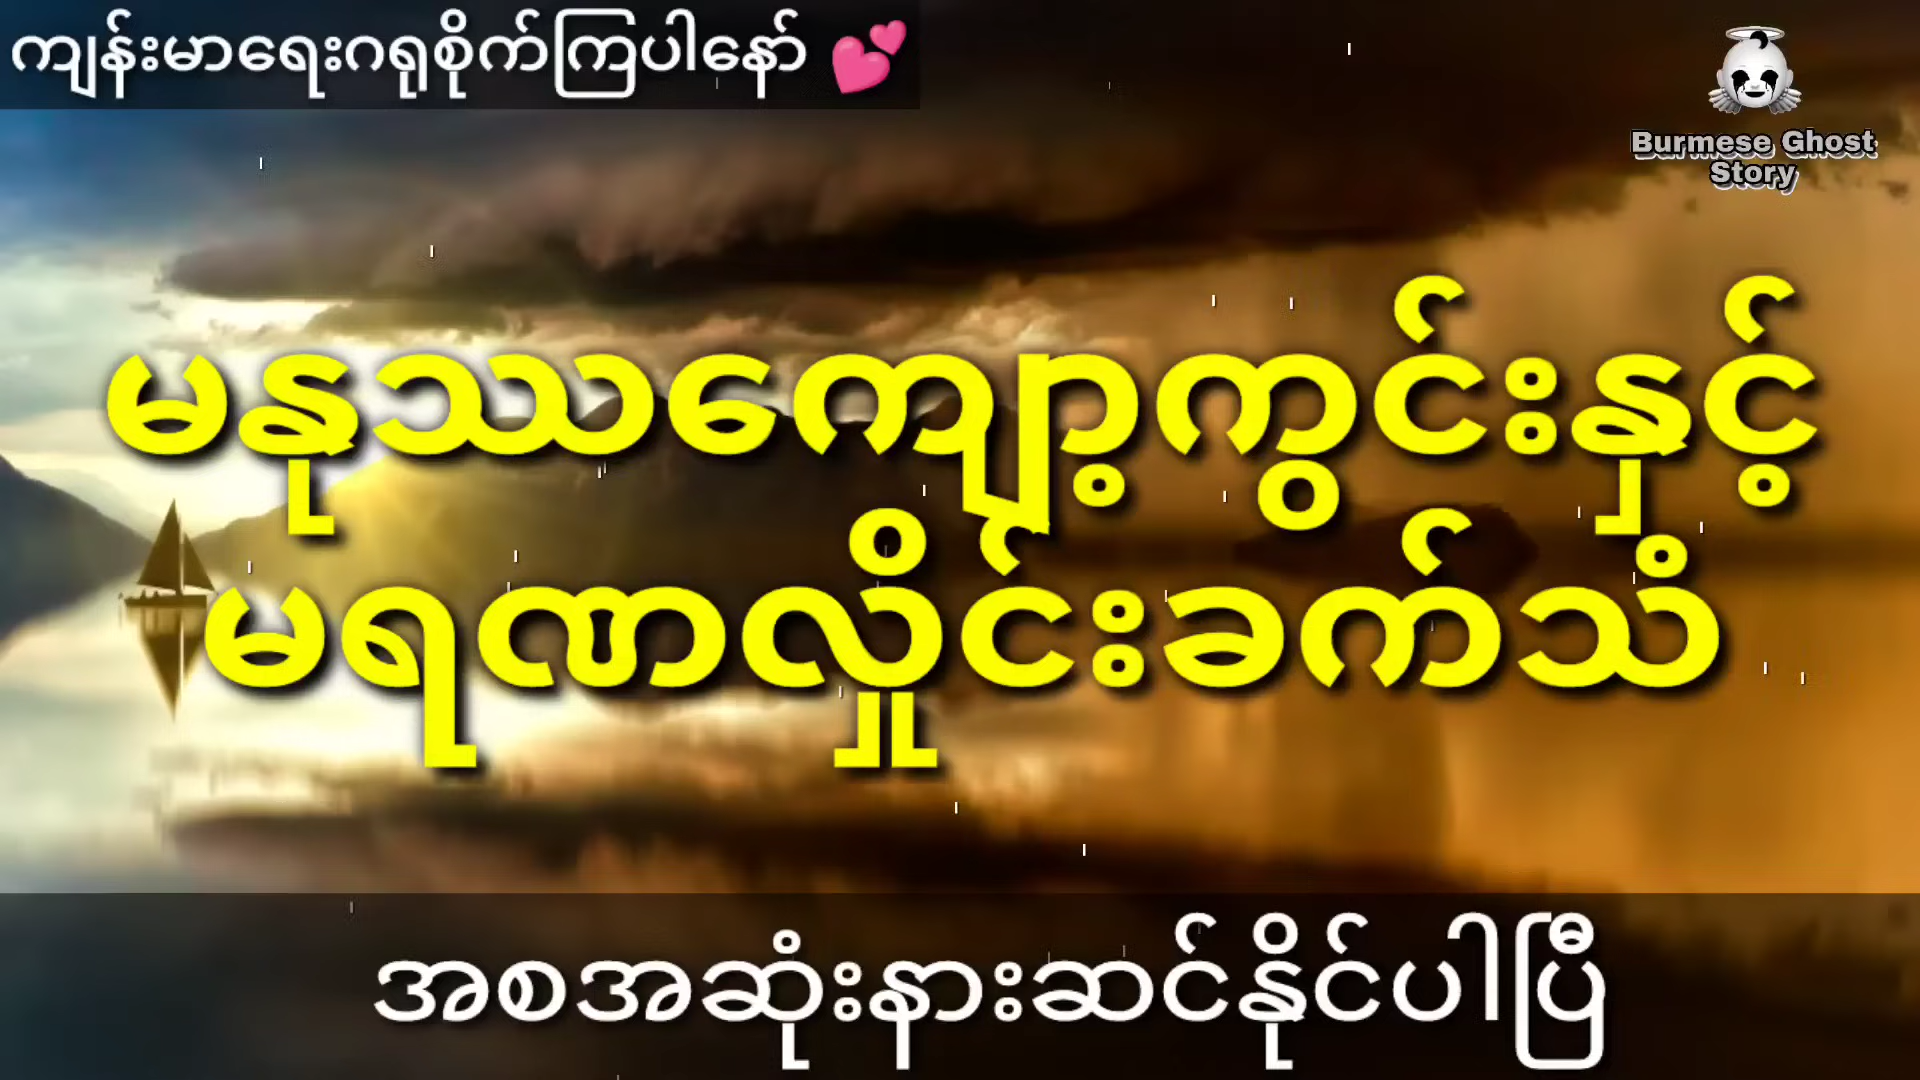 ကျန်းမာရေးဂရုစိုက်ကြပါနော် 💕
Burmese Ghost
Story
မနုဿကျော့ကွင်းနှင့်
မရဏလှိုင်းခက်သံ
အစအဆုံးနားဆင်နိုင်ပါပြီ